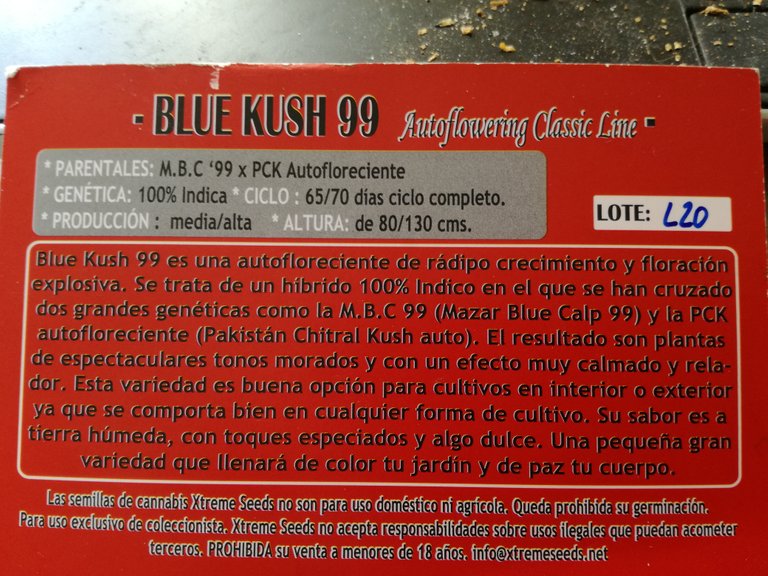 · BLUE KUSH 99 Autoflowering Classic Line ·
* PARENTALES: M.B.C '99 x PCK Autofloreciente
* GENÉTICA: 100% Indica * CICLO : 65/70 días ciclo completo.
* PRODUCCIÓN : media/alta * ALTURA: de 80/130 cms.
LOTE: L20
Blue Kush 99 es una autofloreciente de rádipo crecimiento y floración
explosiva. Se trata de un híbrido 100% Indico en el que se han cruzado
dos grandes genéticas como la M.B.C 99 (Mazar Blue Calp 99) y la PCK
autofloreciente (Pakistán Chitral Kush auto). El resultado son plantas
de espectaculares tonos morados y con un efecto muy calmado y rela-
dor. Esta variedad es buena opción para cultivos en interior o exterior
ya que se comporta bien en cualquier forma de cultivo. Su sabor es a
tierra húmeda, con toques especiados y algo dulce. Una pequeña gran
variedad que llenará de color tu jardín y de paz tu cuerpo.
Las semillas de cannabis Xtreme Seeds no son para uso doméstico ni agrícola. Queda prohibida su germinación.
Para uso exclusivo de coleccionista. Xtreme Seeds no acepta responsabilidades sobre usos ilegales que puedan acometer
terceros. PROHIBIDA su venta a menores de 18 años. info@xtremeseeds.net